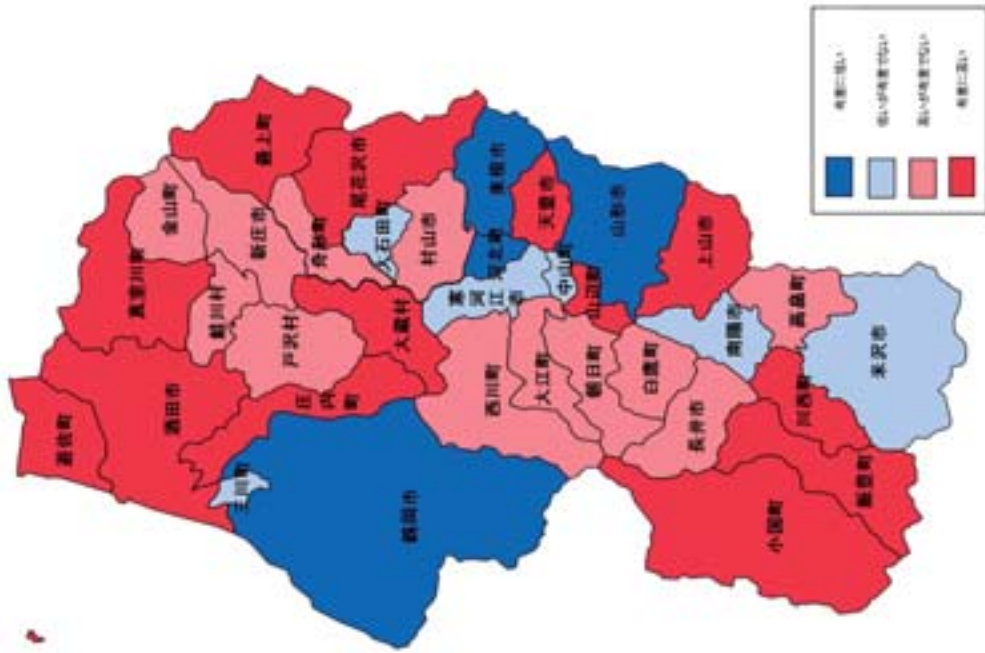 遊佐町
酒田市
真室川町
金山町
最上町
鮭川村
新庄市
舟形町
戸沢村
大蔵村
尾花沢市
大石田町
村山市
庄内町
三川町
鶴岡市
西川町
寒河江市
河北町
東根市
天童市
大江町
中山町
山辺町
山形市
朝日町
白鷹町
上山市
長井市
南陽市
高畠町
川西町
米沢市
小国町
飯豊町
有意に低い
低いが有意でない
高いが有意でない
有意に高い